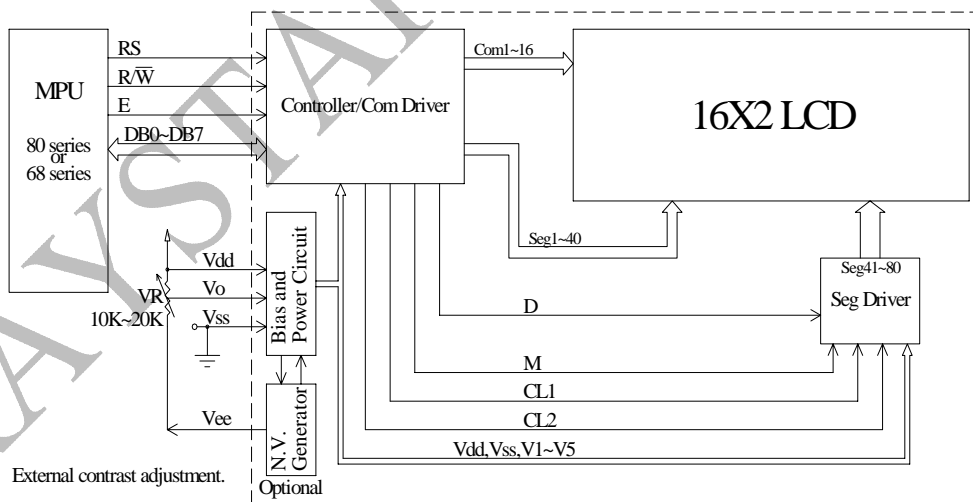 RS
R/W
E
DB0~DB7
MPU
80 series
or
68 series
Controller/Com Driver
Com1~16
16X2 LCD
Seg1~40
Seg41~80
Seg Driver
Vdd
Vo
Vss
VR
10K~20K
Bias and
Power Circuit
D
M
CL1
CL2
Vdd,Vss,V1~V5
Vee
N.V.
Generator
Optional
External contrast adjustment.